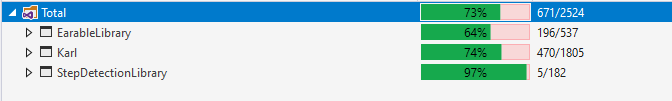 Total 73% 671/2524
EarableLibrary 64% 196/537
Karl 74% 470/1805
StepDetectionLibrary 97% 5/182